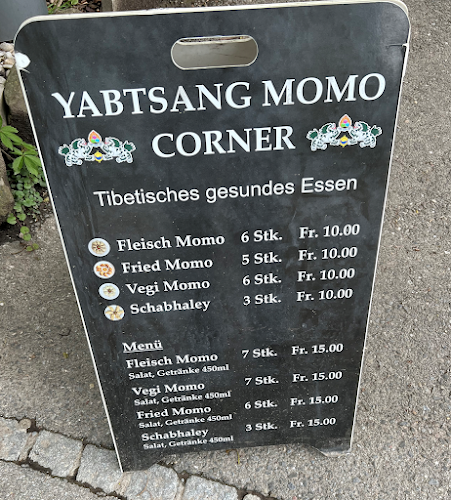 YABTSANG MOMO
CORNER
Tibetisches gesundes Essen
Fleisch Momo 6 Stk. Fr. 10.00
Fried Momo 5 Stk. Fr. 10.00
Vegi Momo 6 Stk. Fr. 10.00
Schabhaley 3 Stk. Fr. 10.00
Menü
Fleisch Momo 7 Stk. Fr. 15.00
Salat, Getränke 450ml
Vegi Momo 7 Stk. Fr. 15.00
Salat, Getränke 450ml
Fried Momo 6 Stk. Fr. 15.00
Salat, Getränke 450ml
Schabhaley 3 Stk. Fr. 15.00
Salat, Getränke 450ml